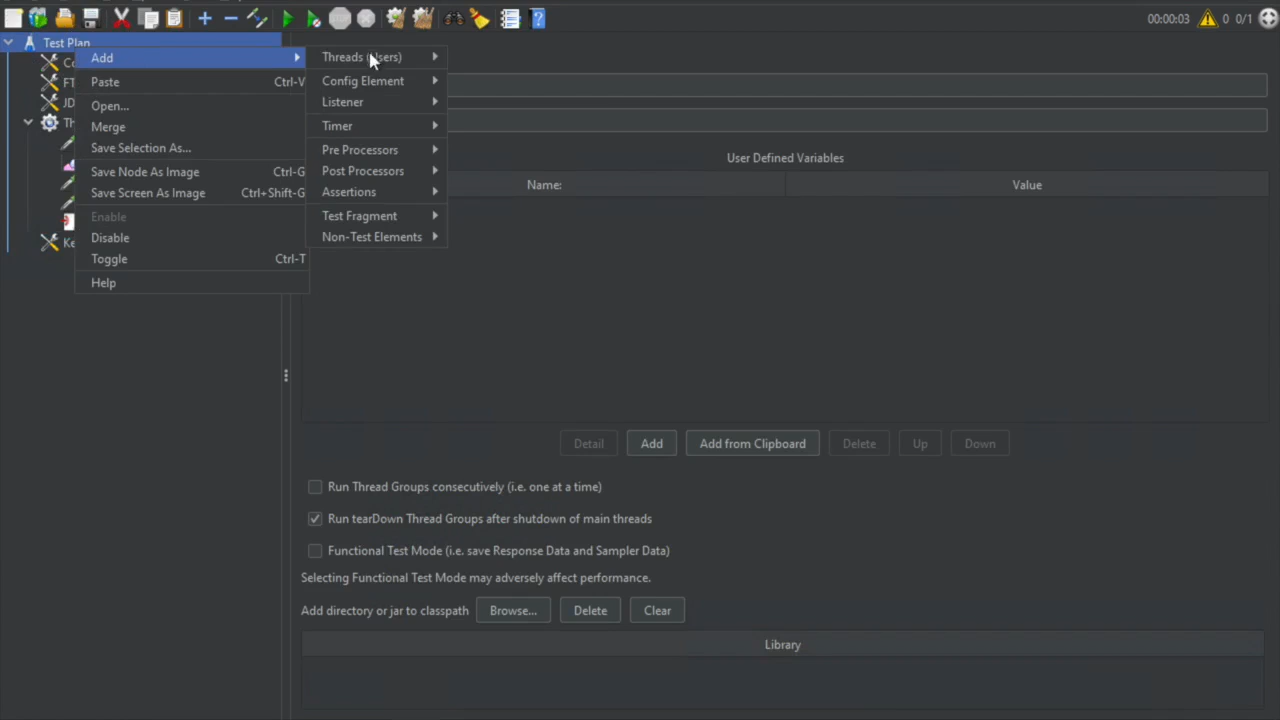 00:00:03 0 0/1
Test Plan
Co
FT
JD
Th
Ke
Add
Paste Ctrl-V
Open...
Merge
Save Selection As...
Save Node As Image Ctrl-G
Save Screen As Image Ctrl+Shift-G
Enable
Disable
Toggle Ctrl-T
Help
Threads (Users)
Config Element
Listener
Timer
Pre Processors
Post Processors
Assertions
Test Fragment
Non-Test Elements
User Defined Variables
Name: Value
Detail Add Add from Clipboard Delete Up Down
Run Thread Groups consecutively (i.e. one at a time)
Run tearDown Thread Groups after shutdown of main threads
Functional Test Mode (i.e. save Response Data and Sampler Data)
Selecting Functional Test Mode may adversely affect performance.
Add directory or jar to classpath Browse... Delete Clear
Library